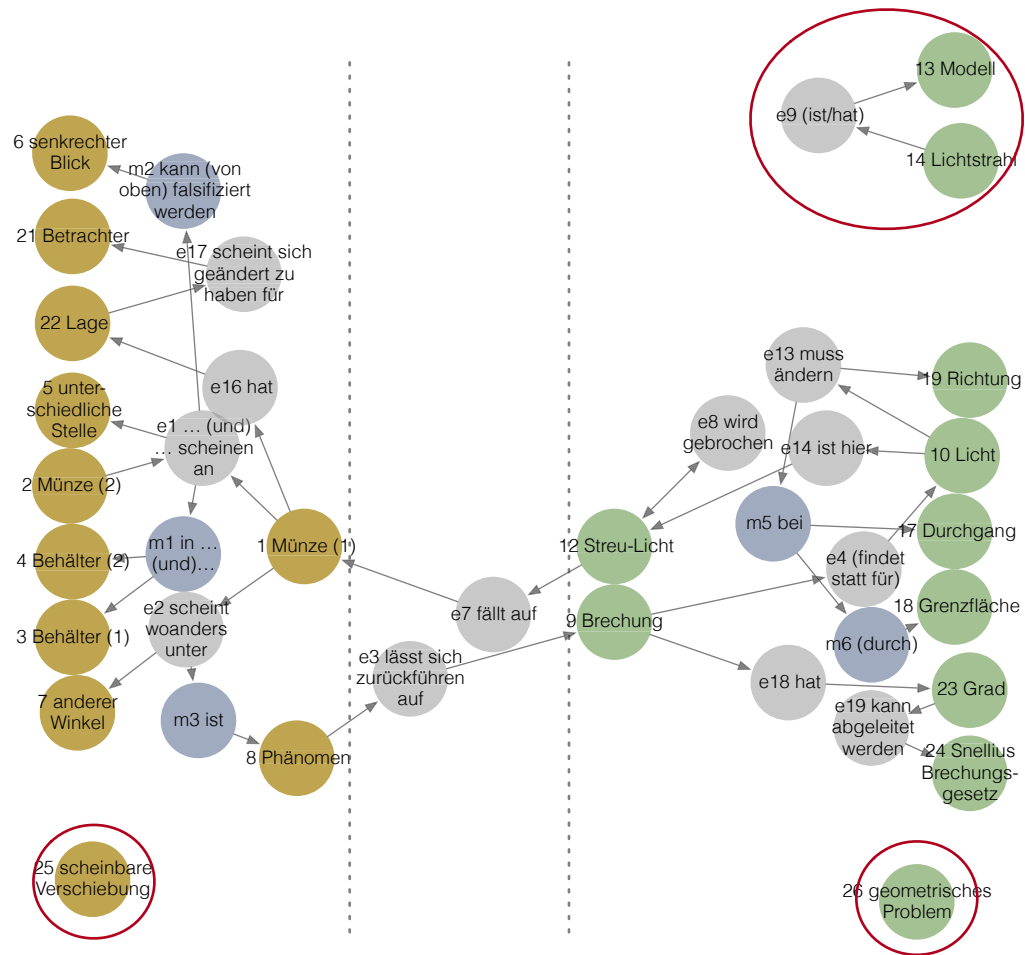 13 Modell
e9 (ist/hat)
14 Lichtstrahl
6 senkrechter
Blick
m2 kann (von
oben) falsifiziert
werden
21 Betrachter
e17 scheint sich
geändert zu
haben für
22 Lage
e16 hat
5 unter-
schiedliche
Stelle
e1 … (und)
… scheinen
an
2 Münze (2)
4 Behälter (2)
m1 in …
(und)…
1 Münze (1)
3 Behälter (1)
e2 scheint
woanders
unter
7 anderer
Winkel
m3 ist
8 Phänomen
e3 lässt sich
zurückführen
auf
e7 fällt auf
12 Streu-Licht
9 Brechung
e8 wird
gebrochen
e13 muss
ändern
19 Richtung
e14 ist hier
10 Licht
m5 bei
17 Durchgang
e4 (findet
statt für)
18 Grenzfläche
m6 (durch)
e18 hat
23 Grad
e19 kann
abgeleitet
werden
24 Snellius
Brechungs-
gesetz
25 scheinbare
Verschiebung
26 geometrisches
Problem